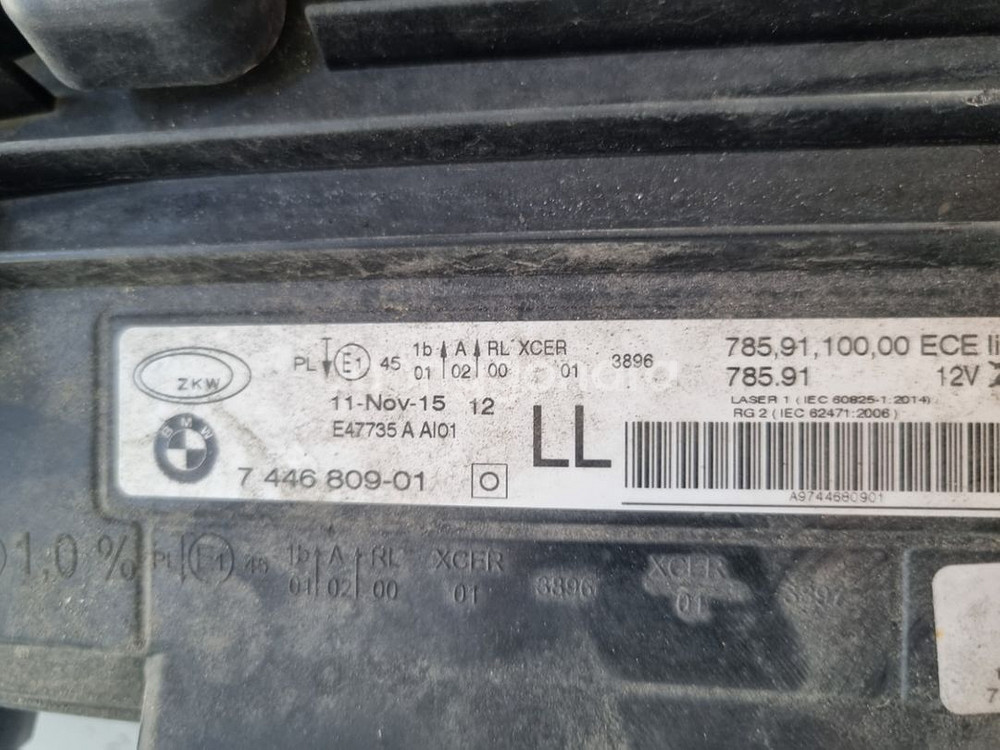 ZKW
BMW
PL E1 45 1b A RL XCER
01 02 00 01 3896
11-Nov-15 12
E47735 A AI01
7 446 809-01
LL
785,91,100,00 ECE li
785.91 12V
LASER 1 ( IEC 60825-1:2014)
RG 2 ( IEC 62471:2006 )
A9744680901
1,0 % PL E1 45 1b A RL XCER XCER
01 02 00 01 3896 01 3897
7